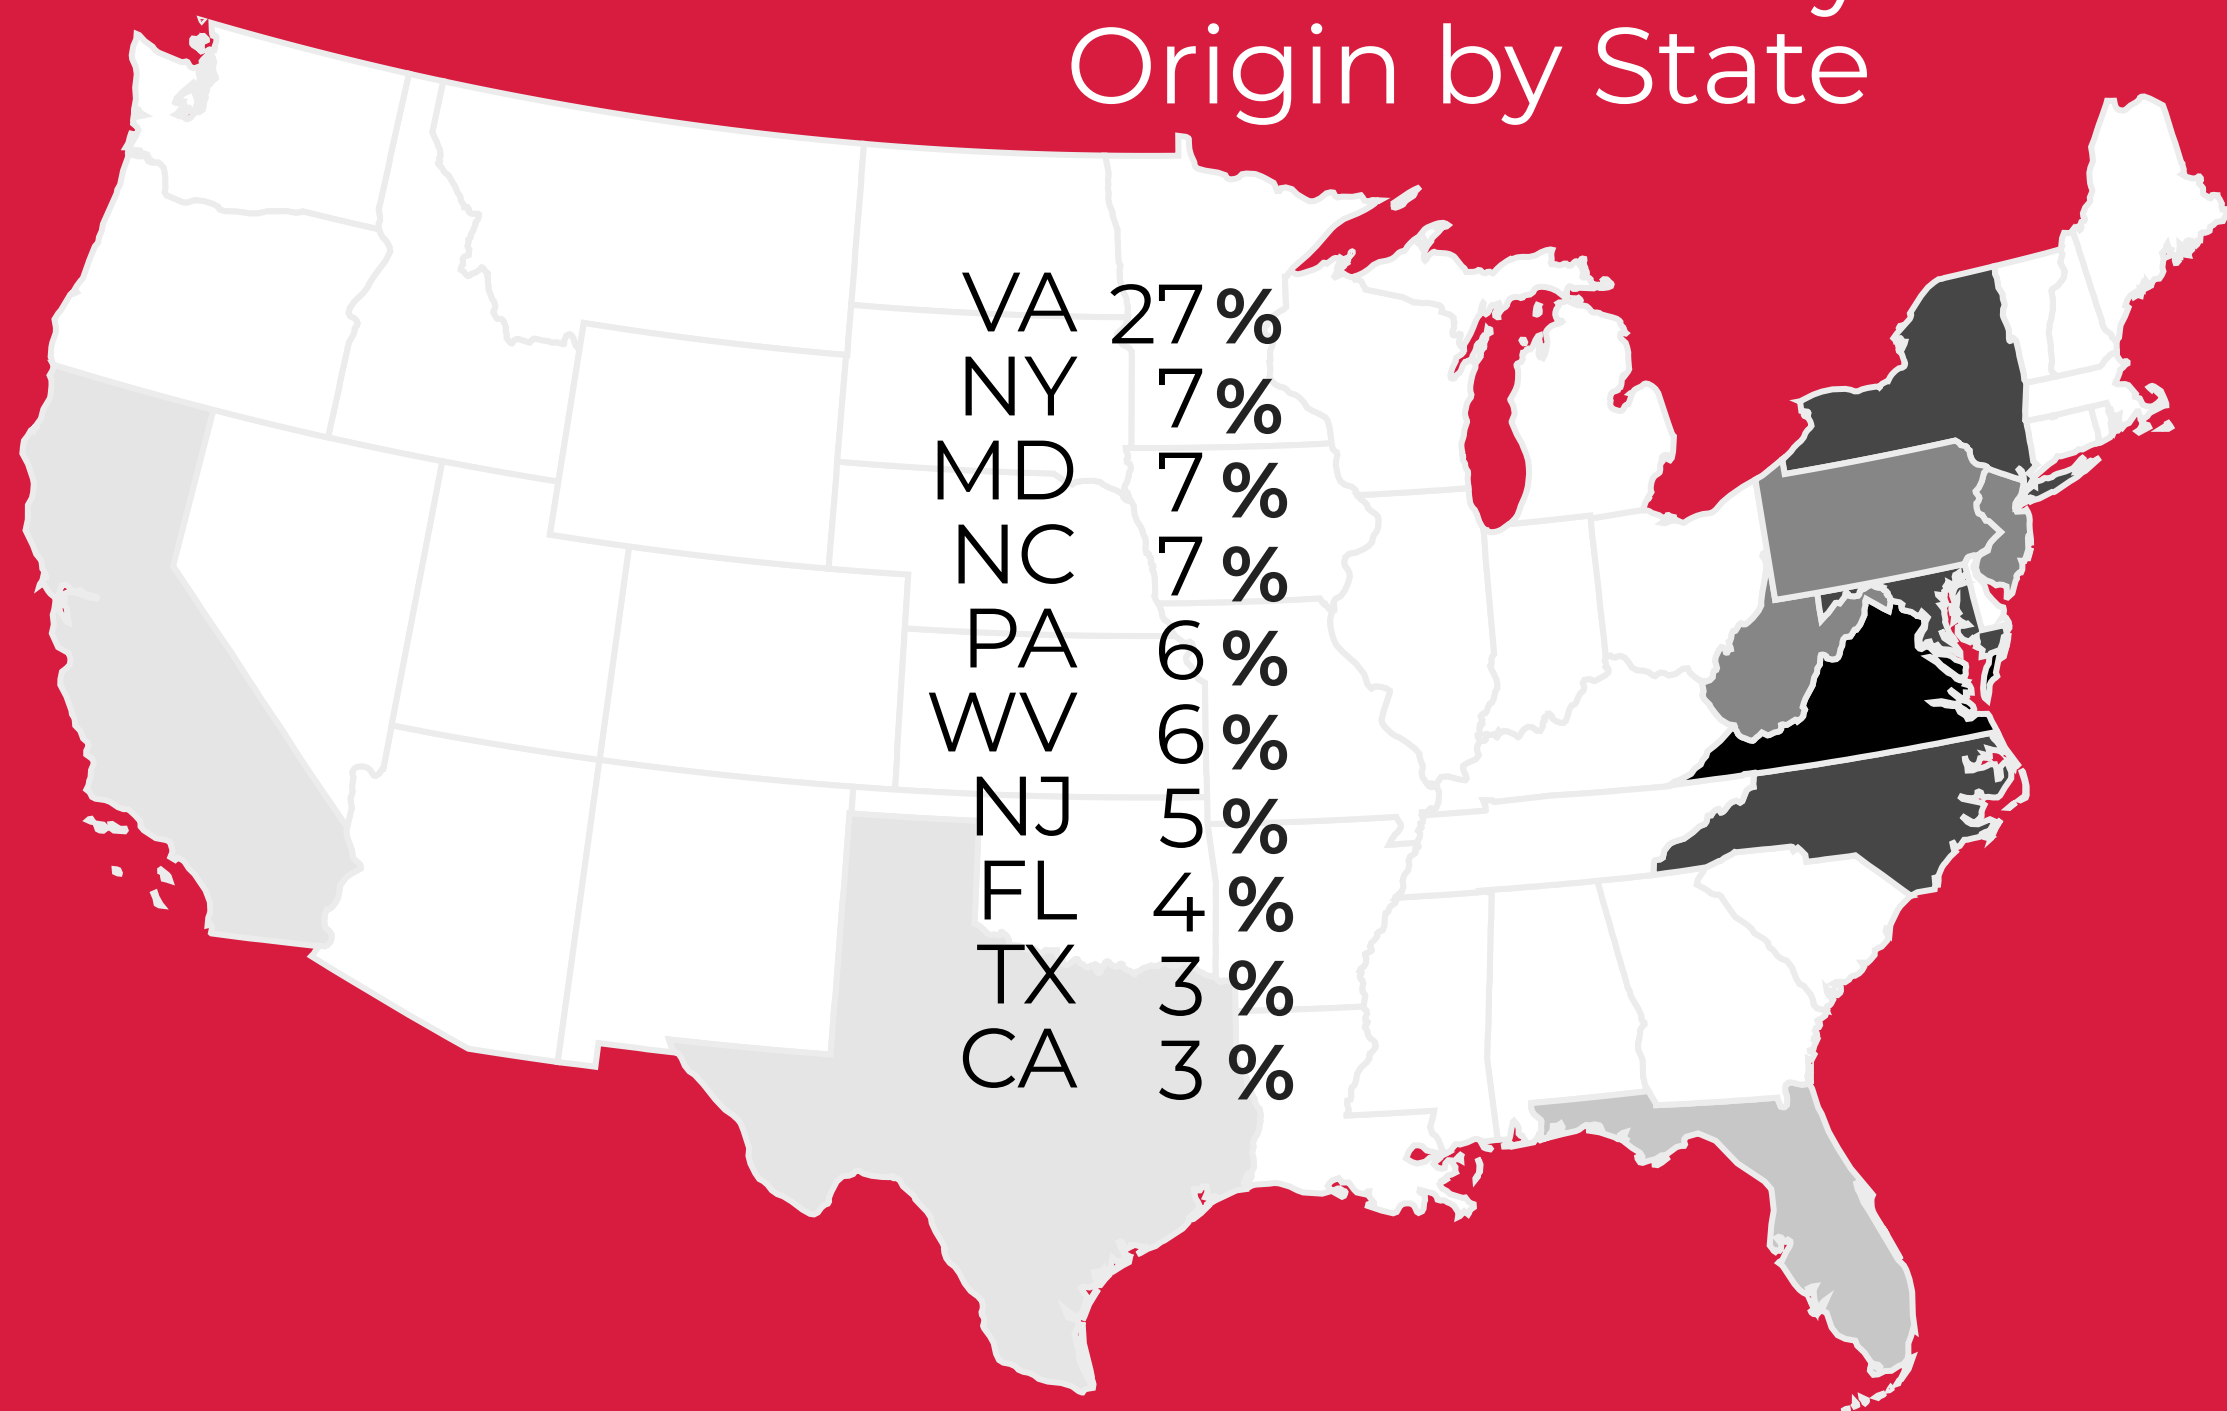 Origin by State
VA 27%
NY 7%
MD 7%
NC 7%
PA 6%
WV 6%
NJ 5%
FL 4%
TX 3%
CA 3%